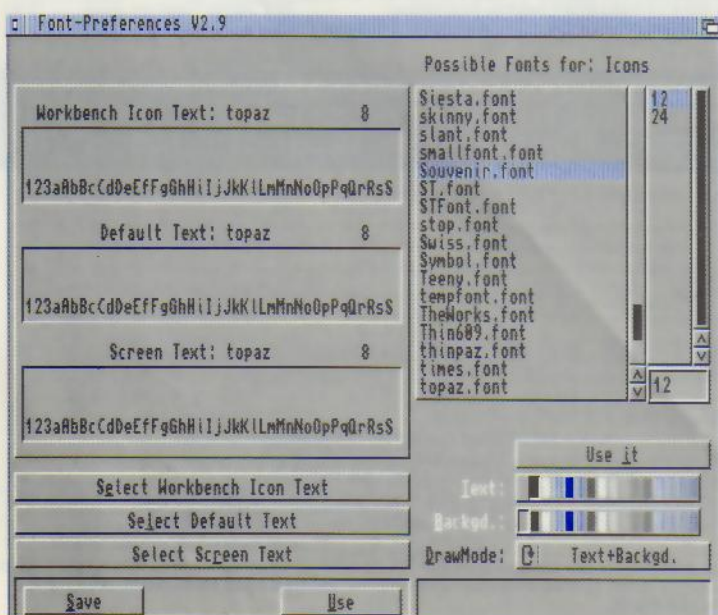 Font-Preferences V2.9
Possible Fonts for: Icons
Workbench Icon Text: topaz 8
123aAbBcCdDeEfFgGhHiIjJkKlLmMnNoOpPqQrRsS
Default Text: topaz 8
123aAbBcCdDeEfFgGhHiIjJkKlLmMnNoOpPqQrRsS
Screen Text: topaz 8
123aAbBcCdDeEfFgGhHiIjJkKlLmMnNoOpPqQrRsS
Siesta.font
skinny.font
slant.font
smallfont.font
Souvenir.font
ST.font
STFont.font
stop.font
Swiss.font
Symbol.font
Teeny.font
tempfont.font
TheWorks.font
Thin689.font
thinpaz.font
times.font
topaz.font
12
24
12
Use it
Select Workbench Icon Text
Select Default Text
Select Screen Text
Text:
Backgd.:
DrawMode: Text+Backgd.
Save
Use